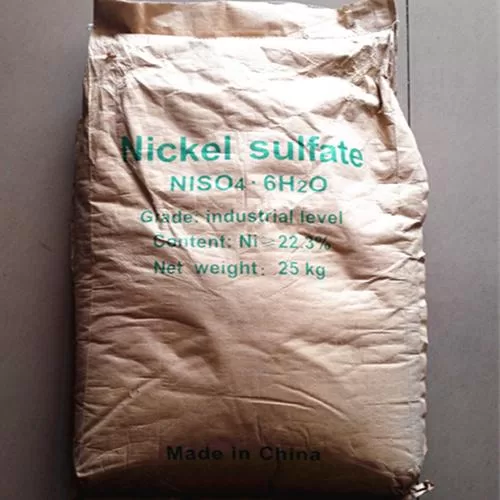 Nickel sulfate
NISO4 · 6H2O
Grade: industrial level
Content: Ni ≥ 22.3%
Net weight: 25 kg
Made in China